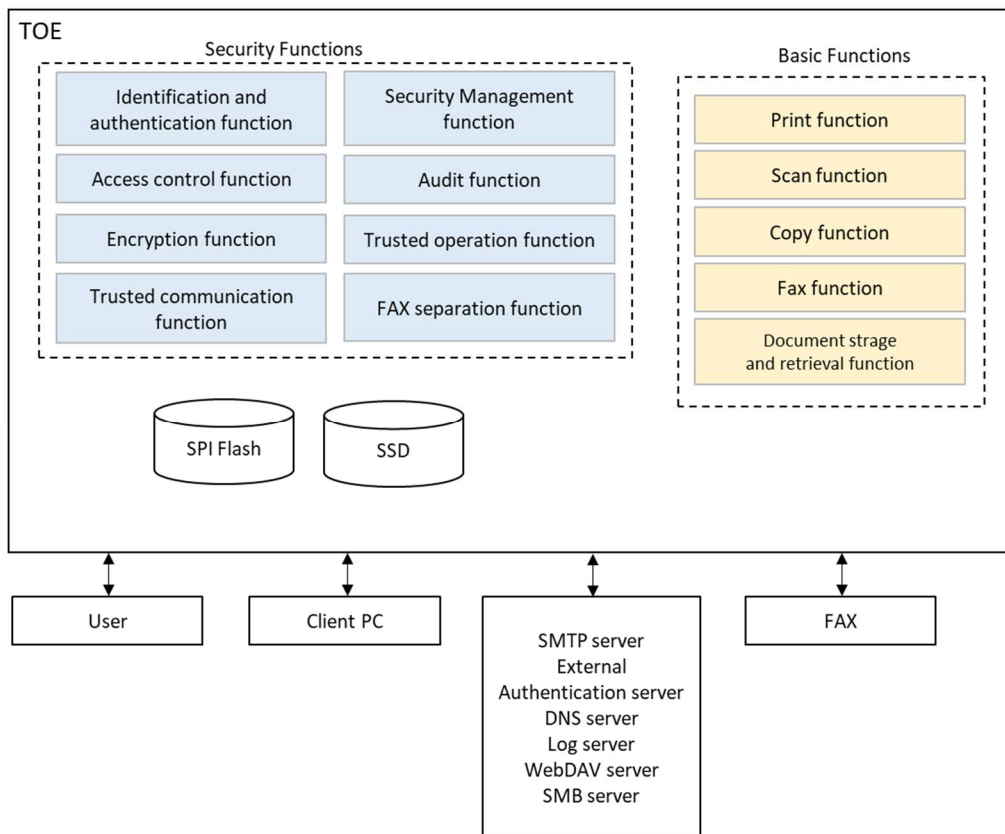 TOE
Security Functions
Identification and
authentication function
Security Management
function
Access control function
Audit function
Encryption function
Trusted operation function
Trusted communication
function
FAX separation function
Basic Functions
Print function
Scan function
Copy function
Fax function
Document strage
and retrieval function
SPI Flash
SSD
User
Client PC
SMTP server
External
Authentication server
DNS server
Log server
WebDAV server
SMB server
FAX